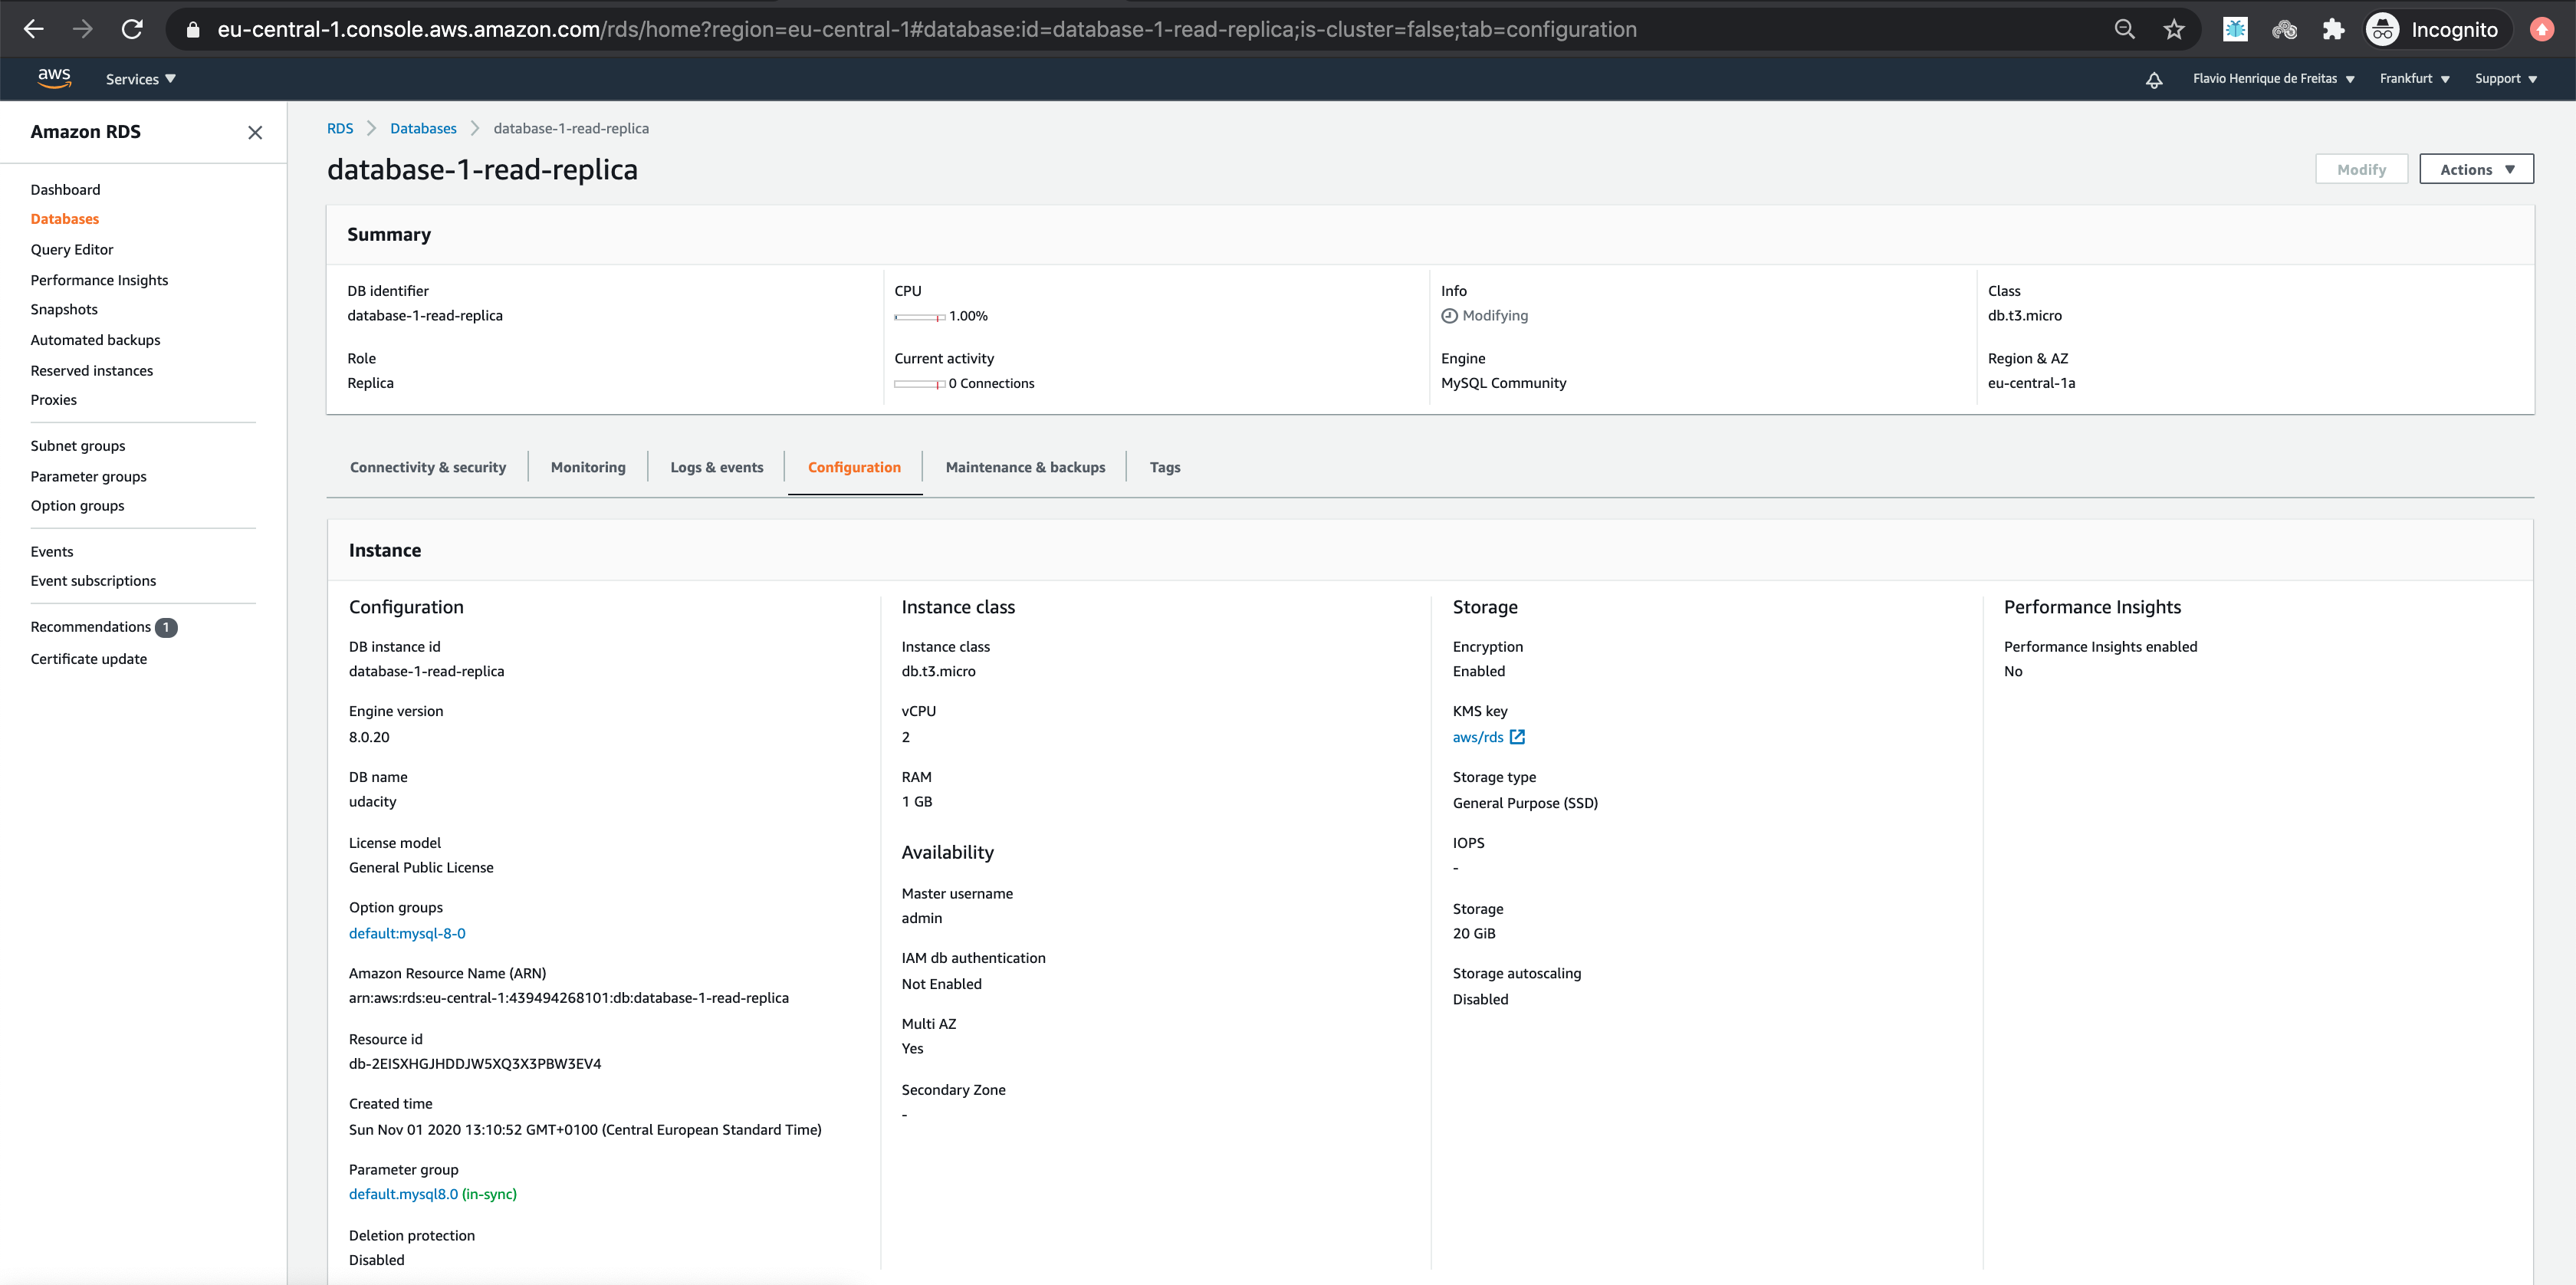 eu-central-1.console.aws.amazon.com/rds/home?region=eu-central-1#database:id=database-1-read-replica;is-cluster=false;tab=configuration
Incognito
aws
Services
Flavio Henrique de Freitas
Frankfurt
Support
Amazon RDS
Dashboard
Databases
Query Editor
Performance Insights
Snapshots
Automated backups
Reserved instances
Proxies
Subnet groups
Parameter groups
Option groups
Events
Event subscriptions
Recommendations 1
Certificate update
RDS
Databases
database-1-read-replica
database-1-read-replica
Modify
Actions
Summary
DB identifier
database-1-read-replica
Role
Replica
CPU
1.00%
Current activity
0 Connections
Info
Modifying
Engine
MySQL Community
Class
db.t3.micro
Region & AZ
eu-central-1a
Connectivity & security
Monitoring
Logs & events
Configuration
Maintenance & backups
Tags
Instance
Configuration
DB instance id
database-1-read-replica
Engine version
8.0.20
DB name
udacity
License model
General Public License
Option groups
default:mysql-8-0
Amazon Resource Name (ARN)
arn:aws:rds:eu-central-1:439494268101:db:database-1-read-replica
Resource id
db-2EISXHGJHDDJW5XQ3X3PBW3EV4
Created time
Sun Nov 01 2020 13:10:52 GMT+0100 (Central European Standard Time)
Parameter group
default.mysql8.0 (in-sync)
Deletion protection
Disabled
Instance class
Instance class
db.t3.micro
vCPU
2
RAM
1 GB
Availability
Master username
admin
IAM db authentication
Not Enabled
Multi AZ
Yes
Secondary Zone
-
Storage
Encryption
Enabled
KMS key
aws/rds
Storage type
General Purpose (SSD)
IOPS
-
Storage
20 GiB
Storage autoscaling
Disabled
Performance Insights
Performance Insights enabled
No